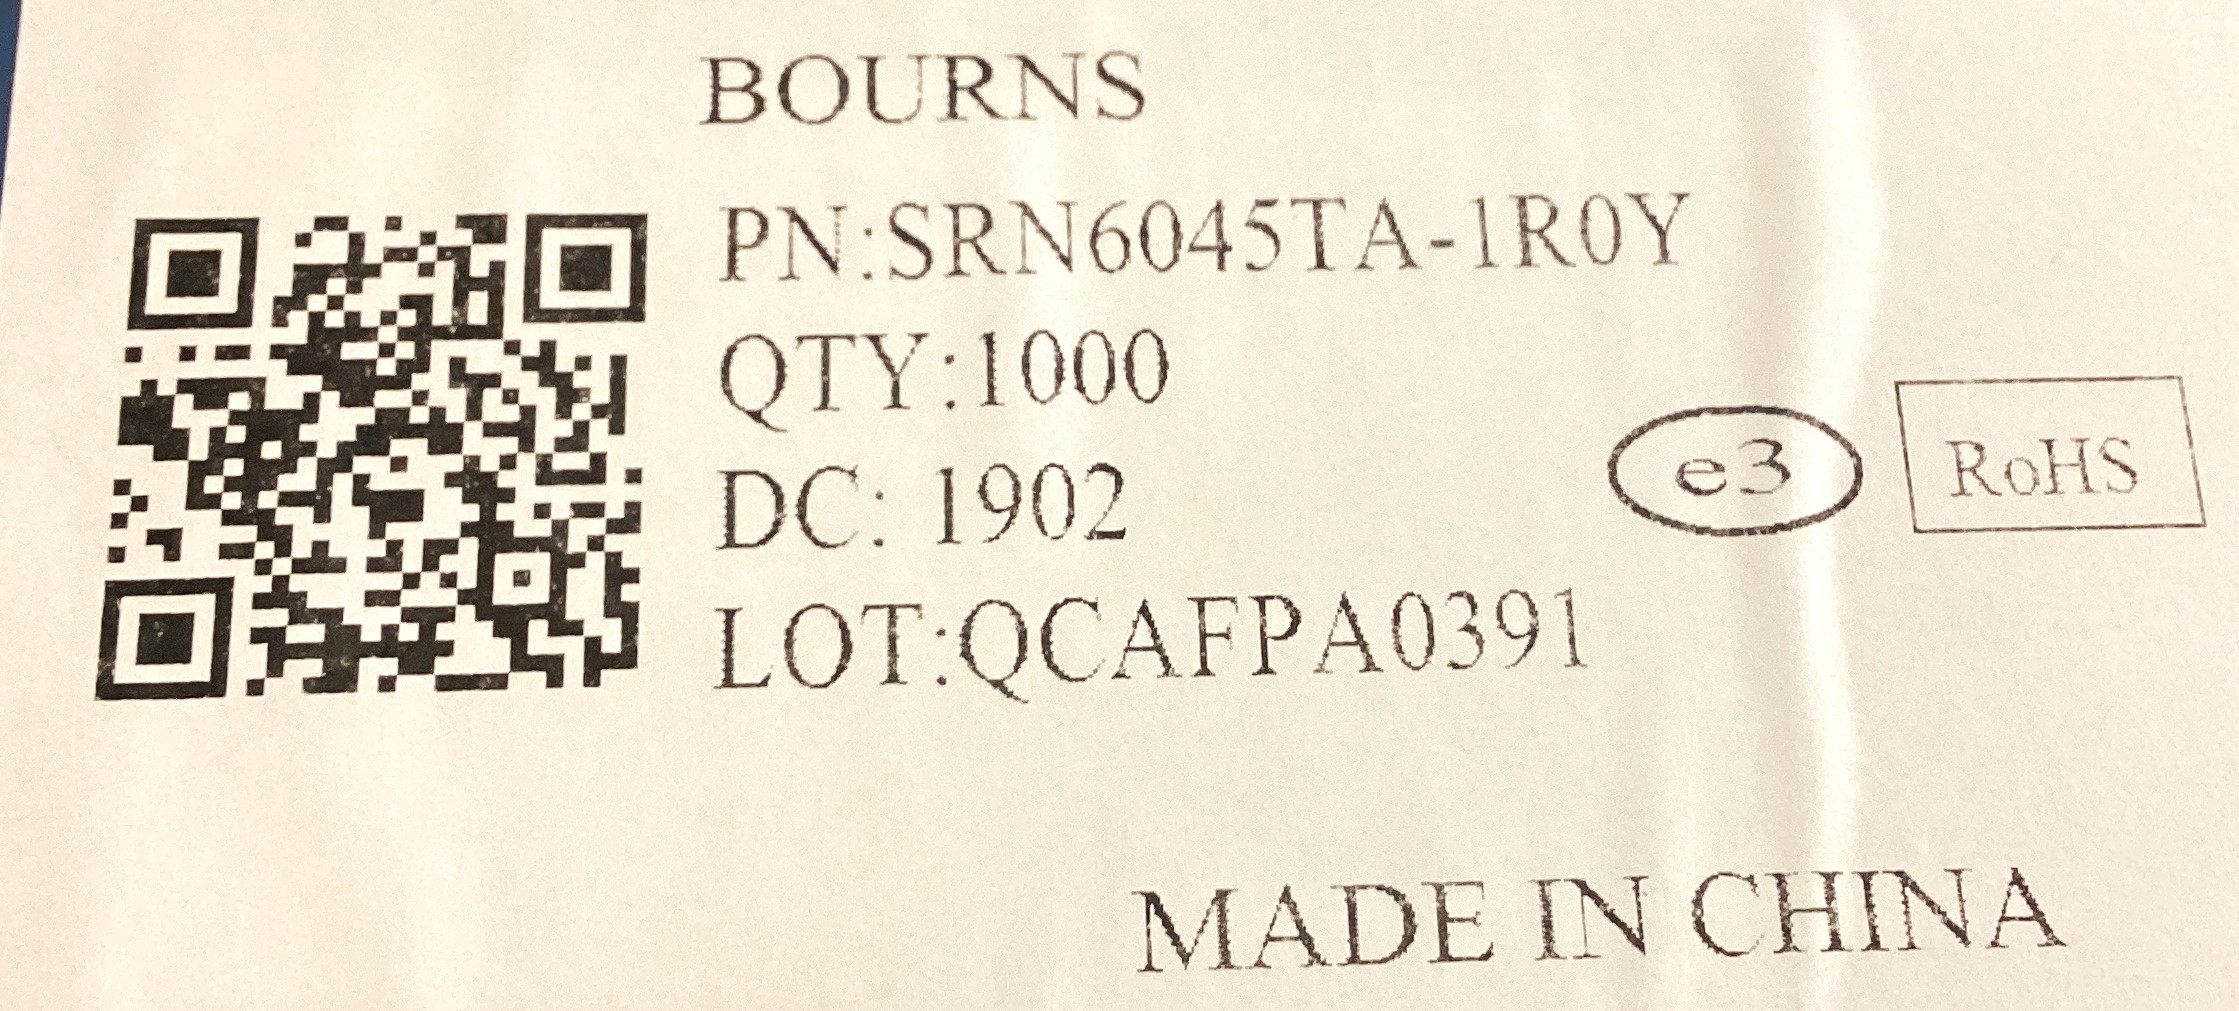 BOURNS
PN:SRN6045TA-1R0Y
QTY:1000
DC: 1902
e3
RoHS
LOT:QCAFPA0391
MADE IN CHINA